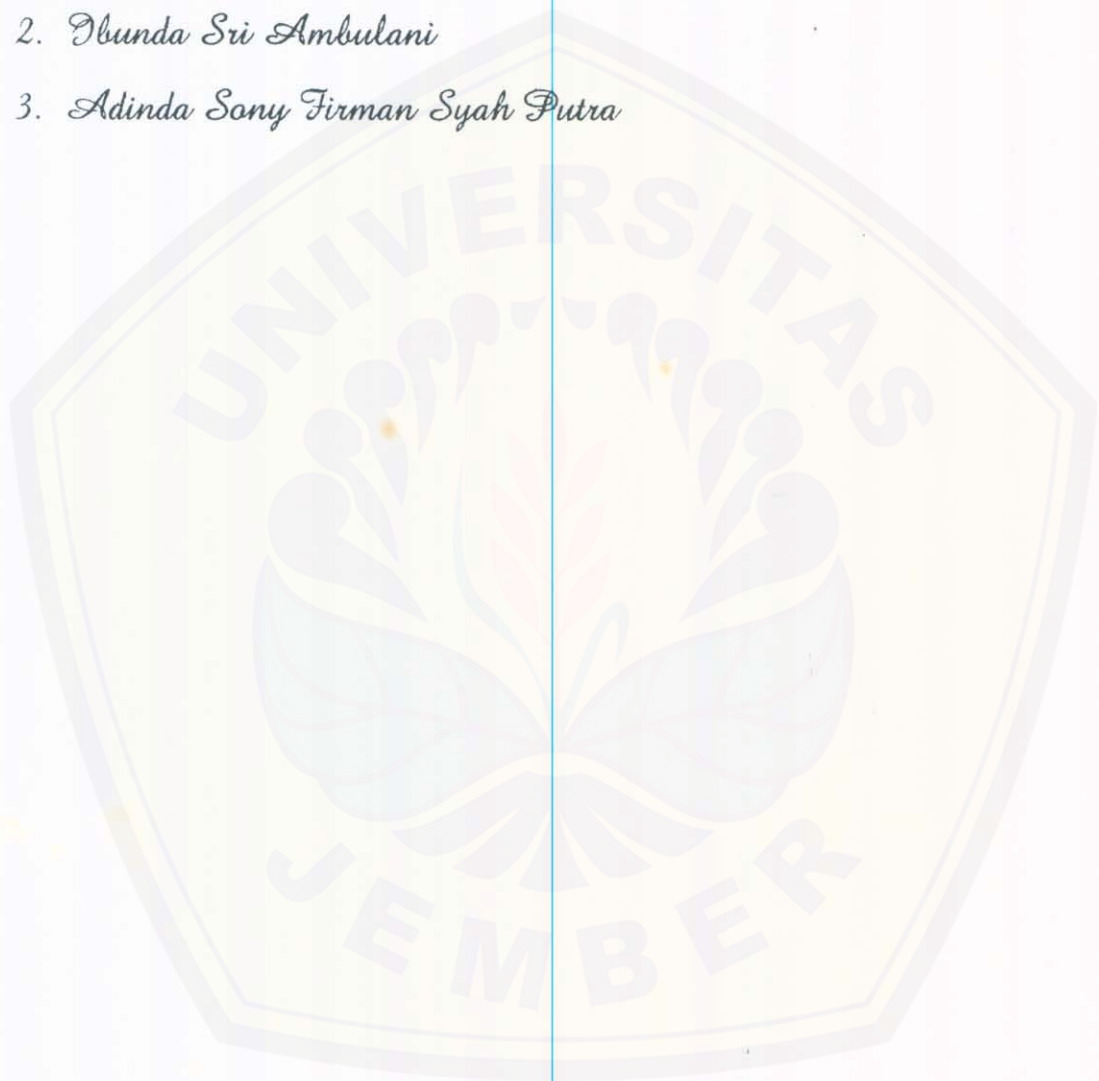 2. Ibunda Sri Ambulani
3. Adinda Sony Firman Syah Putra
UNIVERSITAS
JEMBER